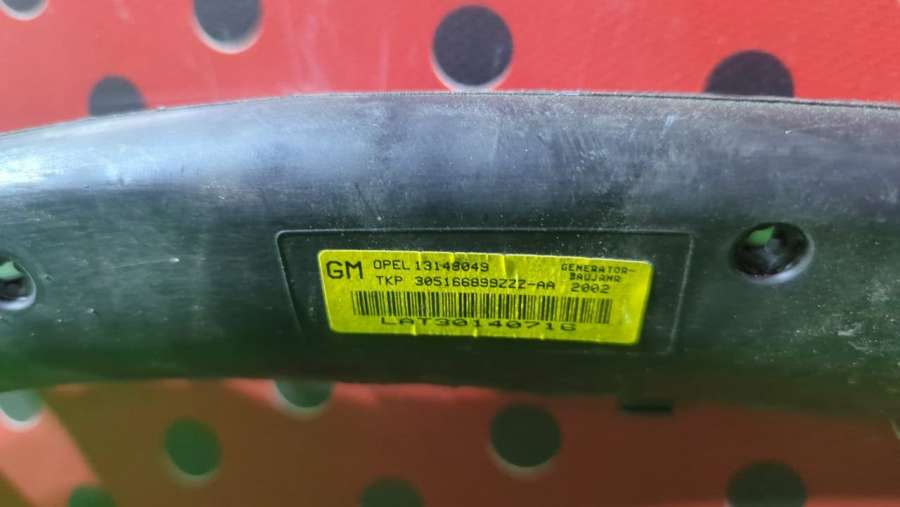 GM OPEL 13148049 GENERATOR-
BAUJAHR
TKP 305166899ZZZ-AA 2002
LAT30140716